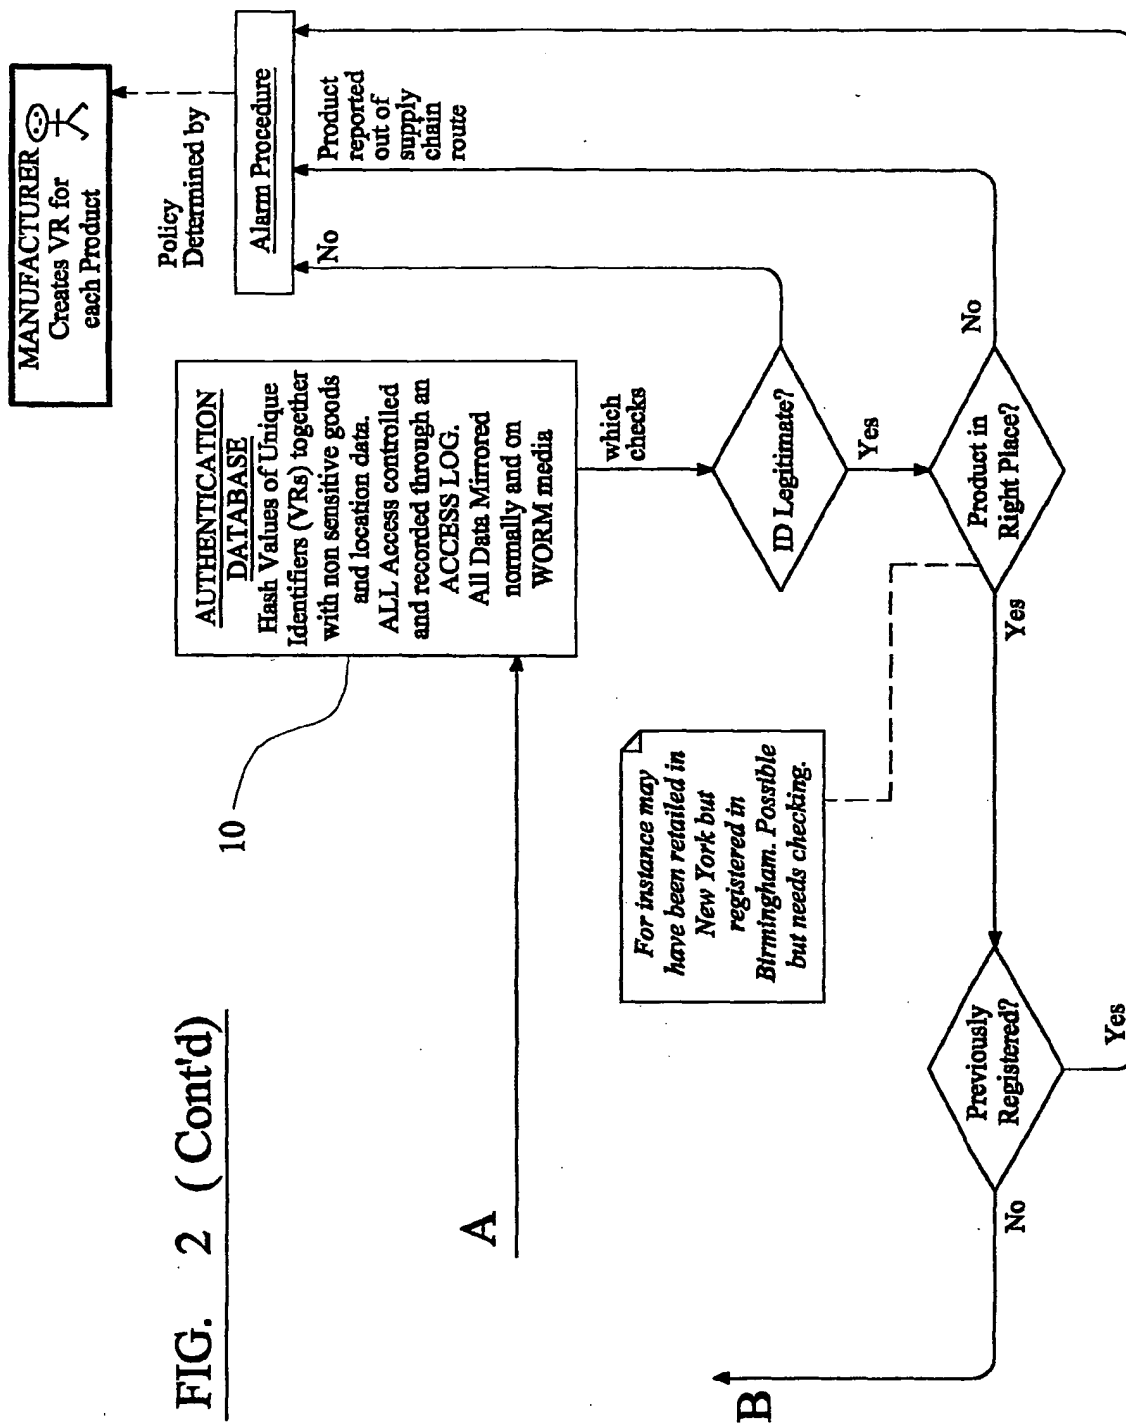 FIG. 2 (Cont'd)
MANUFACTURER
Creates VR for
each Product
Policy
Determined by
Alarm Procedure
No
Product
reported
out of
supply
chain
route
10
AUTHENTICATION
DATABASE
Hash Values of Unique
Identifiers (VRs) together
with non sensitive goods
and location data.
ALL Access controlled
and recorded through an
ACCESS LOG.
All Data Mirrored
normally and on
WORM media
A
which
checks
ID Legitimate?
Yes
For instance may
have been retailed in
New York but
registered in
Birmingham. Possible
but needs checking.
Product in
Right Place?
No
Yes
Previously
Registered?
No
Yes
B